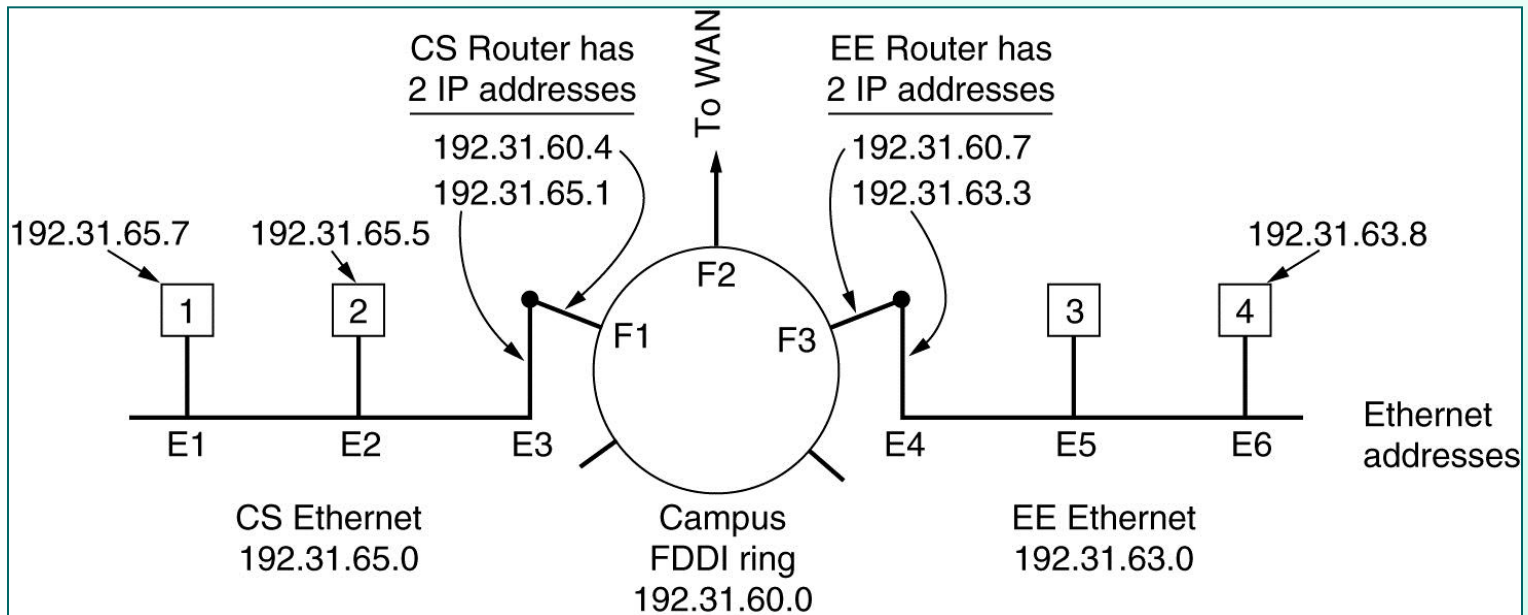 CS Router has
2 IP addresses
192.31.60.4
192.31.65.1
To WAN
EE Router has
2 IP addresses
192.31.60.7
192.31.63.3
192.31.65.7
192.31.65.5
192.31.63.8
1
2
3
4
F2
F1
F3
E1
E2
E3
E4
E5
E6
Ethernet
addresses
CS Ethernet
192.31.65.0
Campus
FDDI ring
192.31.60.0
EE Ethernet
192.31.63.0